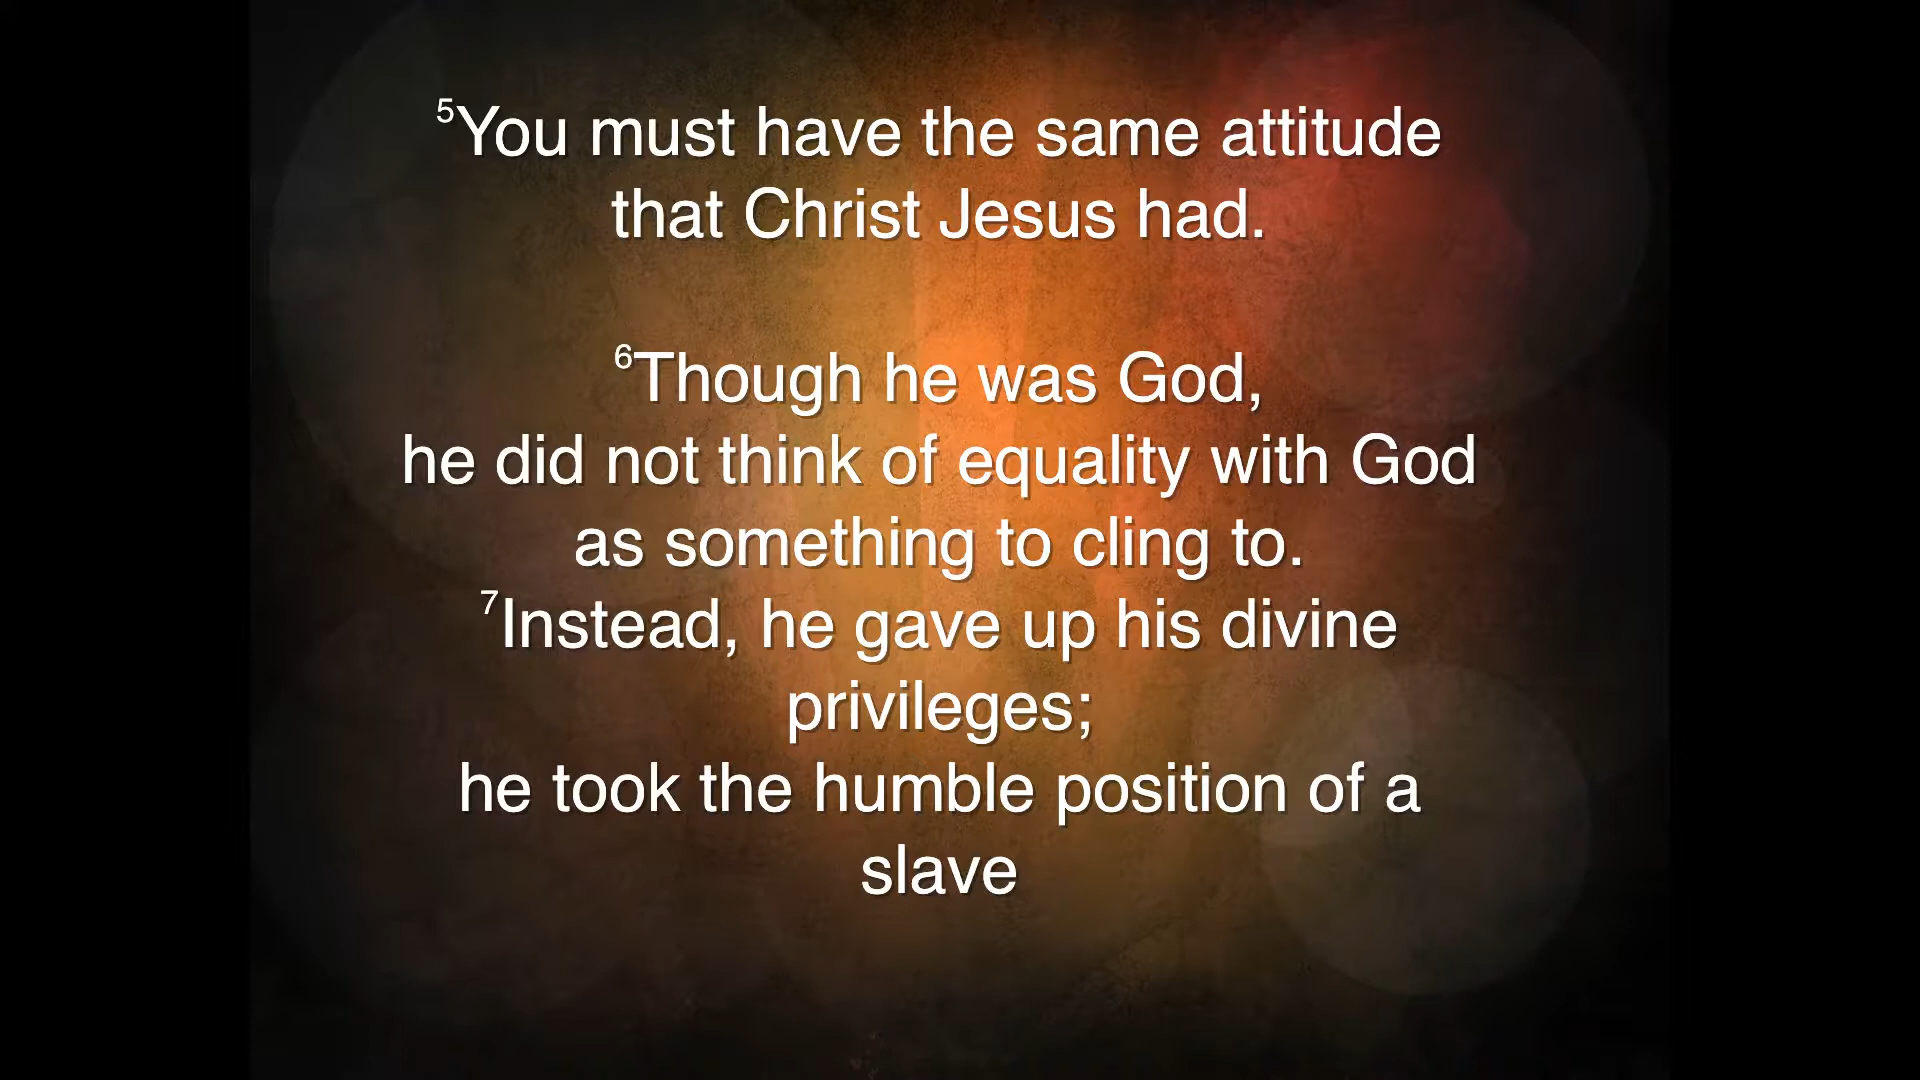 ⁵You must have the same attitude
that Christ Jesus had.
⁶Though he was God,
he did not think of equality with God
as something to cling to.
⁷Instead, he gave up his divine
privileges;
he took the humble position of a
slave